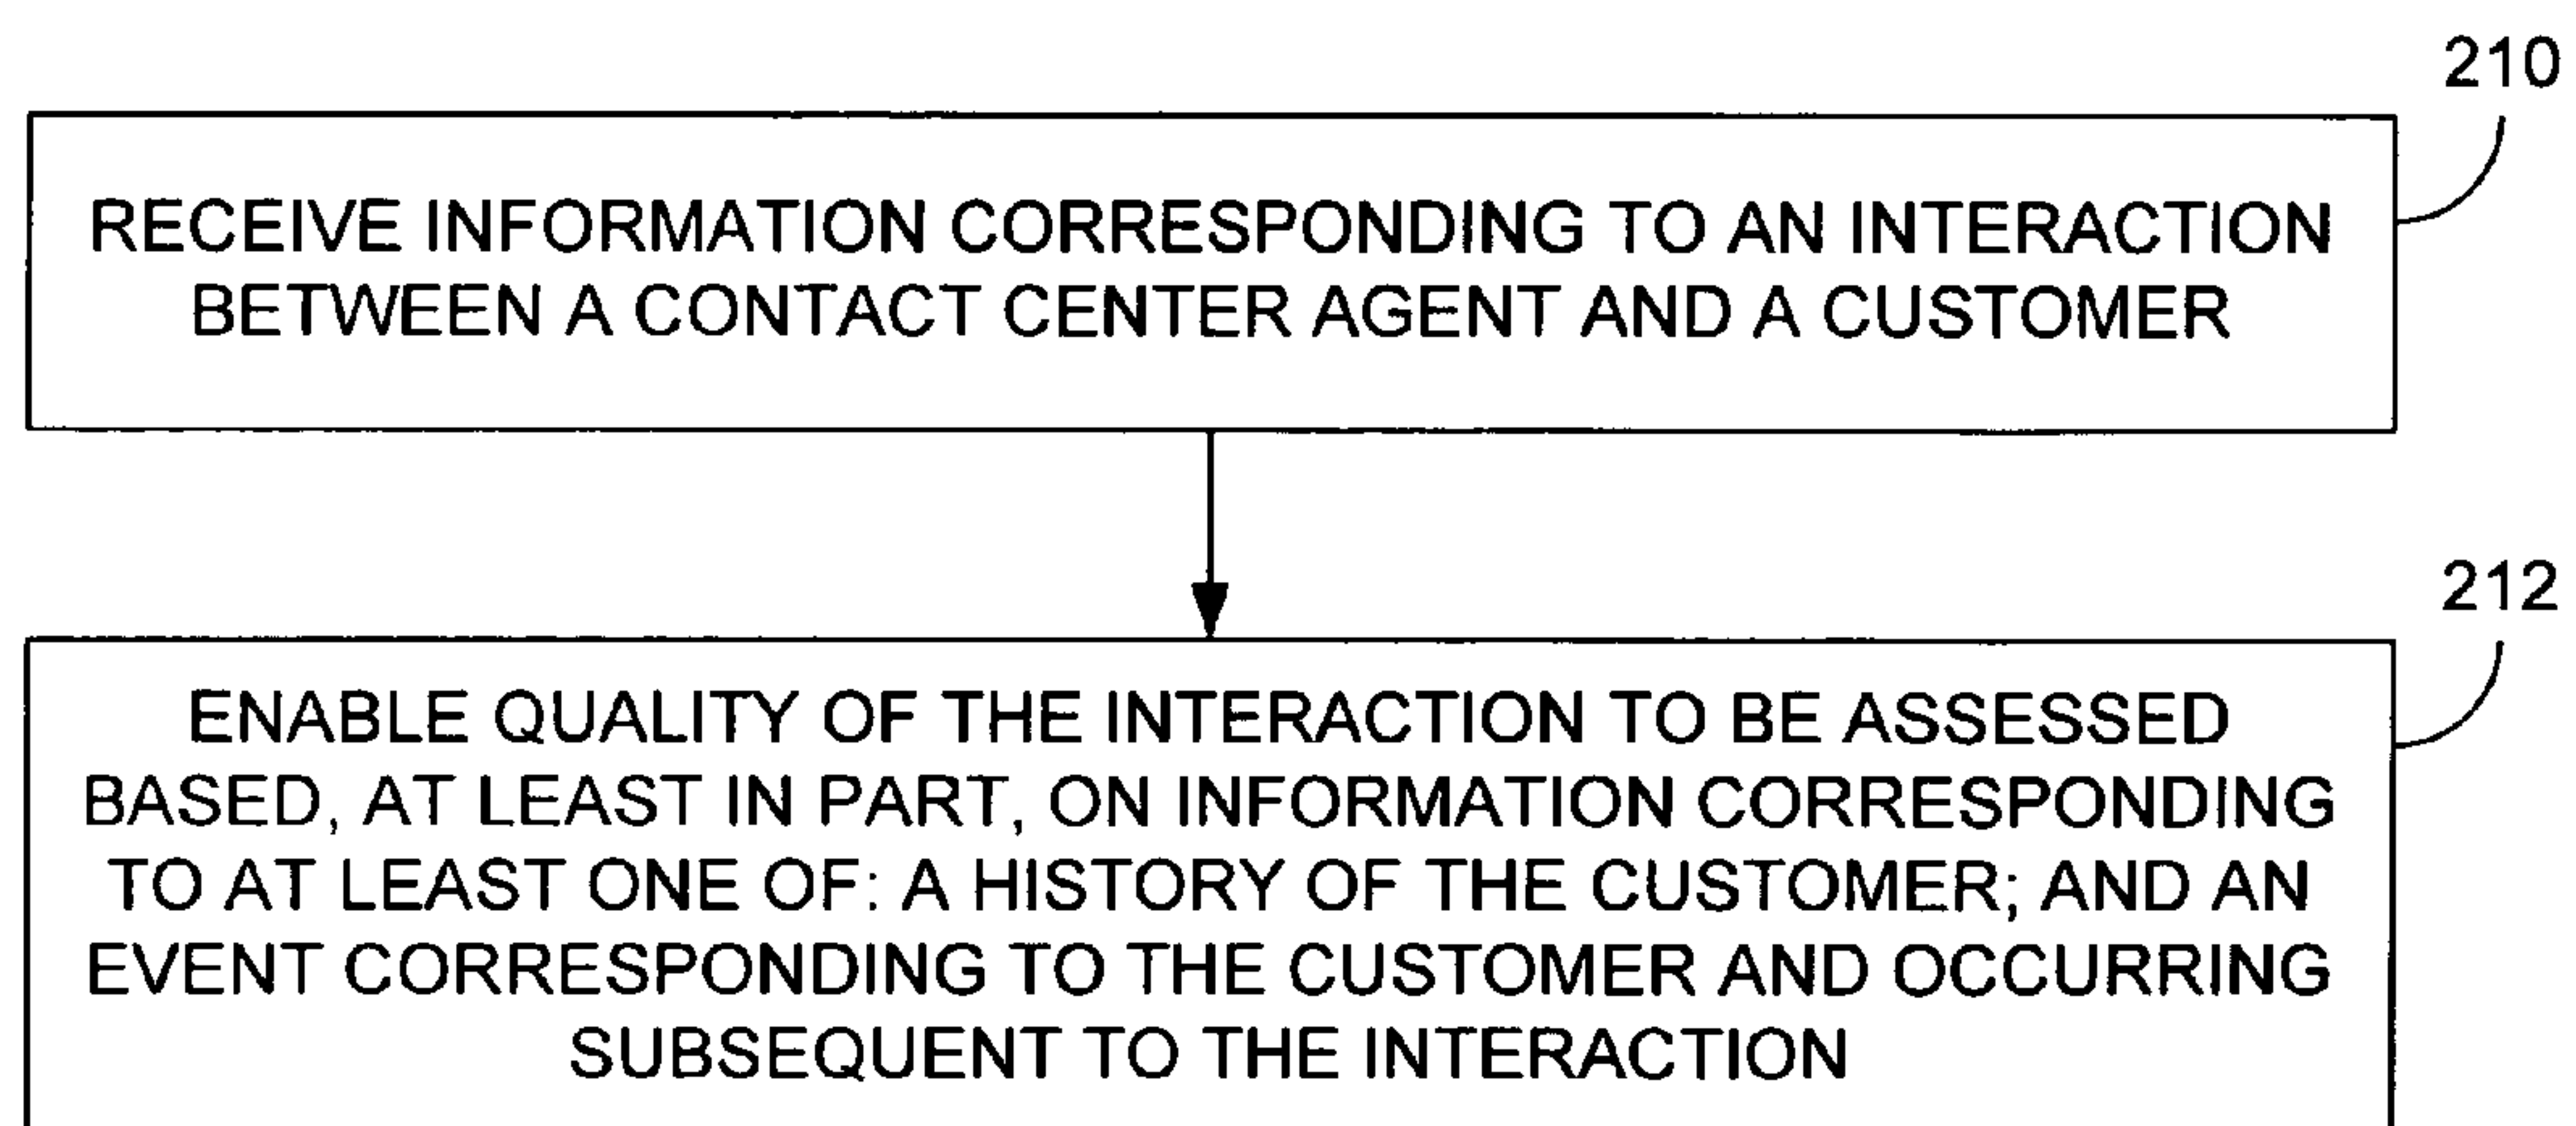 210
RECEIVE INFORMATION CORRESPONDING TO AN INTERACTION
BETWEEN A CONTACT CENTER AGENT AND A CUSTOMER
212
ENABLE QUALITY OF THE INTERACTION TO BE ASSESSED
BASED, AT LEAST IN PART, ON INFORMATION CORRESPONDING
TO AT LEAST ONE OF: A HISTORY OF THE CUSTOMER; AND AN
EVENT CORRESPONDING TO THE CUSTOMER AND OCCURRING
SUBSEQUENT TO THE INTERACTION